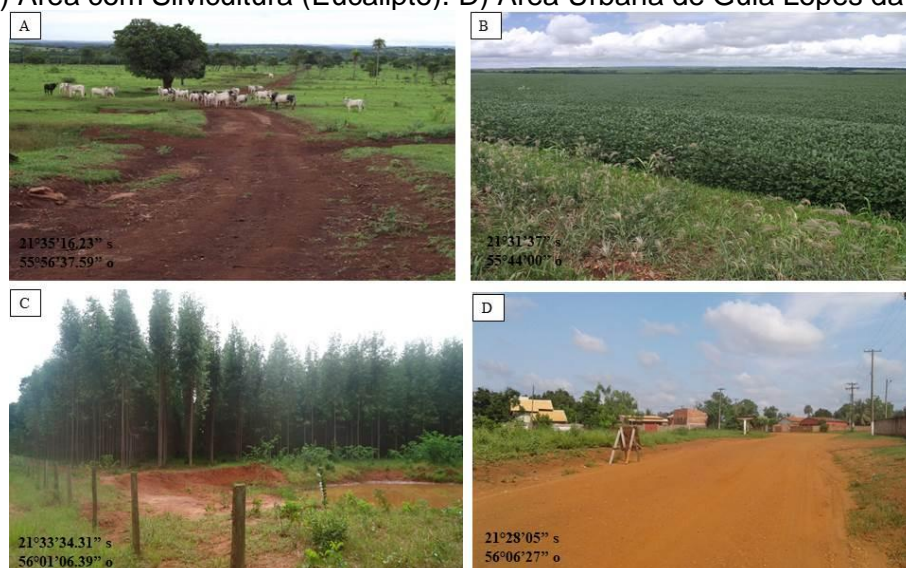 ) Área com Silvicultura (Eucalipto). D) Área Urbana de Guia Lopes da
A
B
21°35'16.23” s
55°56'37.59” o
21°31'37” s
55°44'00” o
C
D
21°33'34.31” s
56°01'06.39” o
21°28'05” s
56°06'27” o